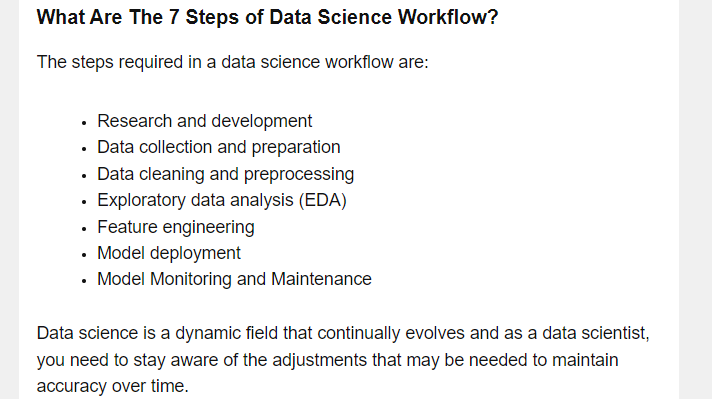 What Are The 7 Steps of Data Science Workflow?
The steps required in a data science workflow are:
• Research and development
• Data collection and preparation
• Data cleaning and preprocessing
• Exploratory data analysis (EDA)
• Feature engineering
• Model deployment
• Model Monitoring and Maintenance
Data science is a dynamic field that continually evolves and as a data scientist,
you need to stay aware of the adjustments that may be needed to maintain
accuracy over time.